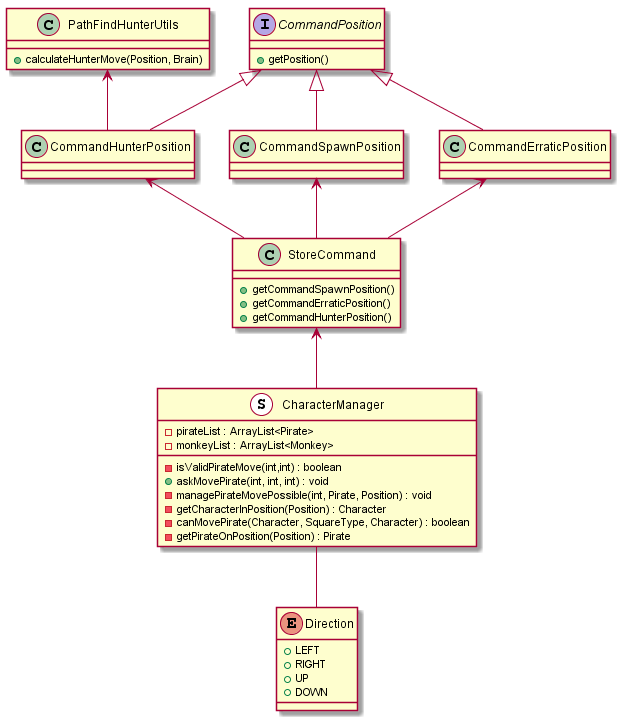 C PathFindHunterUtils
calculateHunterMove(Position, Brain)
I CommandPosition
getPosition()
C CommandHunterPosition
C CommandSpawnPosition
C CommandErraticPosition
C StoreCommand
getCommandSpawnPosition()
getCommandErraticPosition()
getCommandHunterPosition()
S CharacterManager
pirateList : ArrayList<Pirate>
monkeyList : ArrayList<Monkey>
isValidPirateMove(int,int) : boolean
askMovePirate(int, int, int) : void
managePirateMovePossible(int, Pirate, Position) : void
getCharacterInPosition(Position) : Character
canMovePirate(Character, SquareType, Character) : boolean
getPirateOnPosition(Position) : Pirate
E Direction
LEFT
RIGHT
UP
DOWN